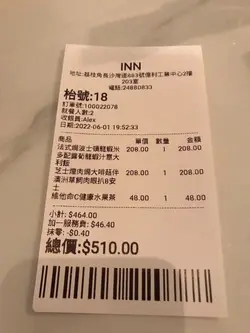 INN
地址:荔枝角長沙灣道883號億利工業中心2樓
203室
電話:24880833
枱號:18
訂單號:100022078
就餐人數:2
收銀員:Alex
日期:2022-06-01 19:52:33
商品 金額 數量 金額
法式焗波士頓龍蝦米 208.00 1 208.00
多配蘿蔔龍蝦汁意大
利飯
芝士燴肉燒大啡菇伴 208.00 1 208.00
澳洲草飼肉眼扒8安
士
維他命C健康水果茶 48.00 1 48.00
小計: $464.00
加一服務費: $46.40
抹零: -$0.40
總價:$510.00